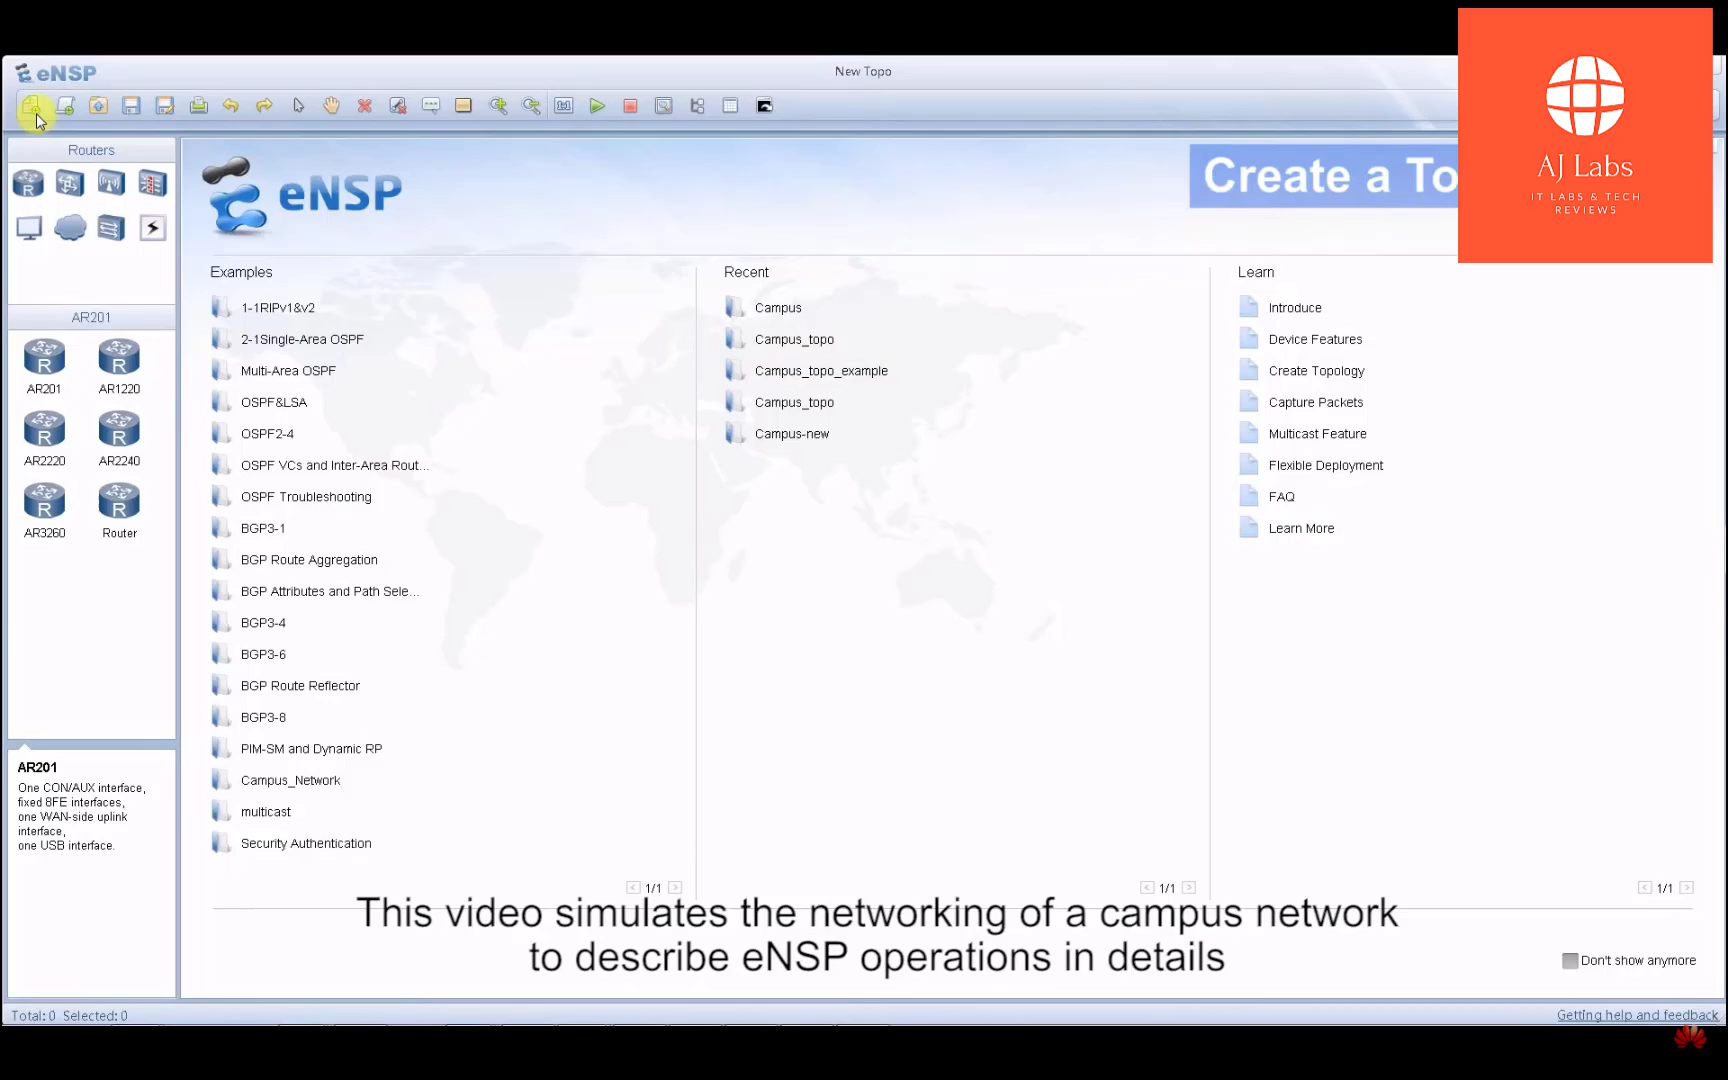 eNSP
New Topo
AJ Labs
IT LABS & TECH
REVIEWS
Routers
eNSP
Create a To
Examples
1-1RIPv1&v2
2-1Single-Area OSPF
Multi-Area OSPF
OSPF&LSA
OSPF2-4
OSPF VCs and Inter-Area Rout...
OSPF Troubleshooting
BGP3-1
BGP Route Aggregation
BGP Attributes and Path Sele...
BGP3-4
BGP3-6
BGP Route Reflector
BGP3-8
PIM-SM and Dynamic RP
Campus_Network
multicast
Security Authentication
1/1
Recent
Campus
Campus_topo
Campus_topo_example
Campus_topo
Campus-new
1/1
Learn
Introduce
Device Features
Create Topology
Capture Packets
Multicast Feature
Flexible Deployment
FAQ
Learn More
1/1
AR201
R R
AR201 AR1220
R R
AR2220 AR2240
R R
AR3260 Router
AR201
One CON/AUX interface,
fixed 8FE interfaces,
one WAN-side uplink
interface,
one USB interface.
This video simulates the networking of a campus network
to describe eNSP operations in details
Don't show anymore
Total: 0 Selected: 0
Getting help and feedback